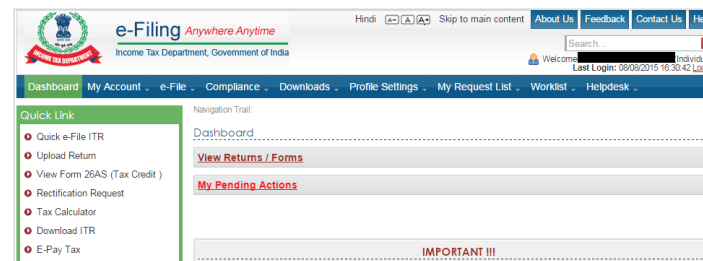 Hindi A- A A+ Skip to main content About Us Feedback Contact Us
e-Filing Anywhere Anytime
Income Tax Department, Government of India
Search...
Welcome
Last Login: 08/08/2015 16:30:42
INCOME TAX DEPARTMENT
Dashboard My Account e-File Compliance Downloads Profile Settings My Request List Worklist Helpdesk
Quick Link
Quick e-File ITR
Upload Return
View Form 26AS (Tax Credit )
Rectification Request
Tax Calculator
Download ITR
E-Pay Tax
Navigation Trail:
Dashboard
View Returns / Forms
My Pending Actions
IMPORTANT !!!